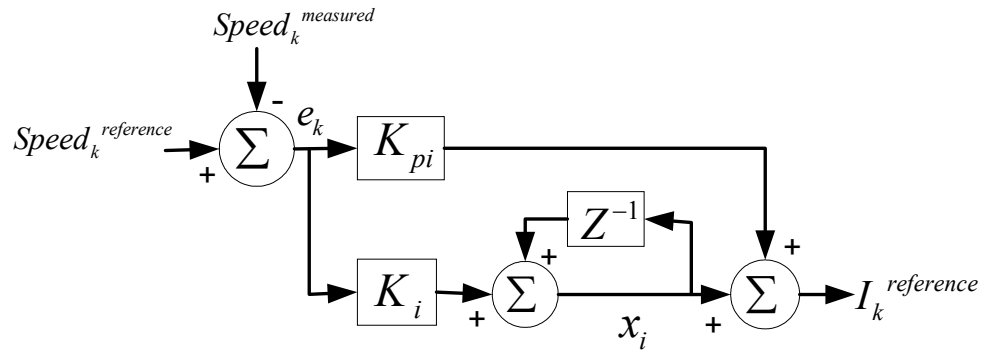 Speed_k^measured
-
Speed_k^reference
+
Σ
e_k
K_pi
Z^−1
+
+
K_i
+
Σ
x_i
+
Σ
I_k^reference